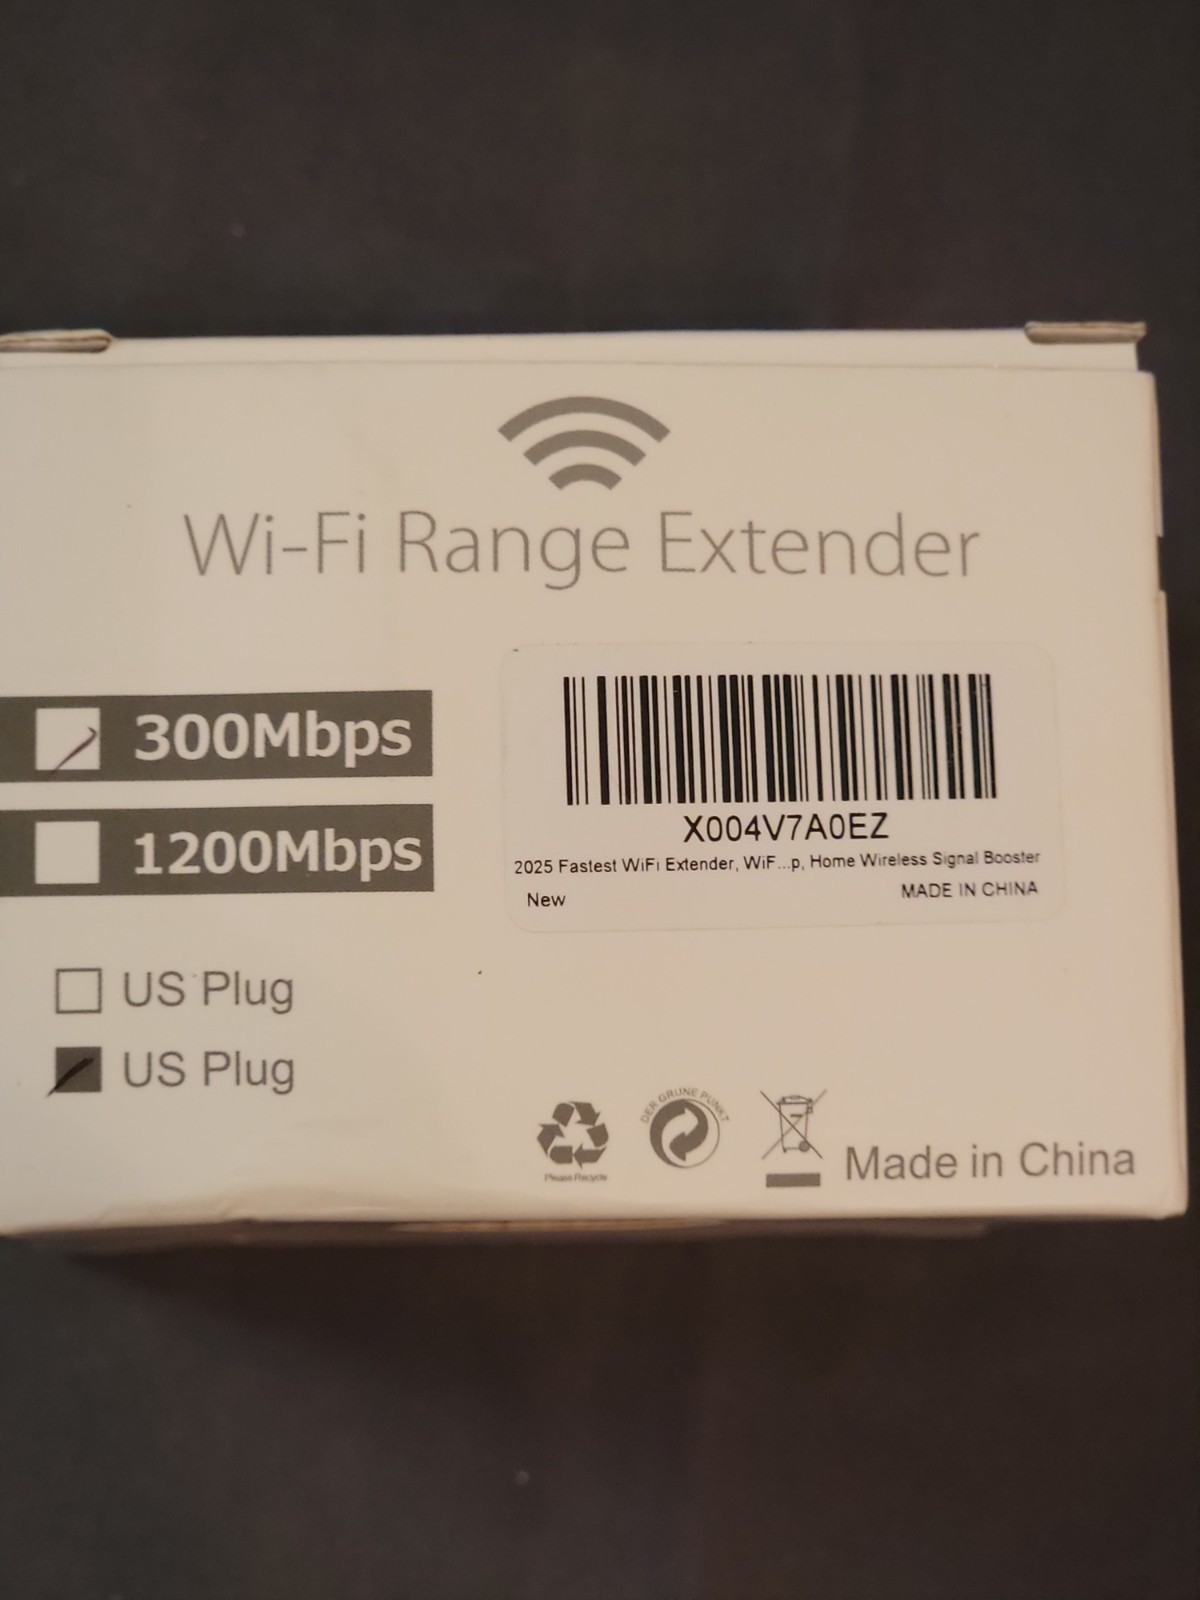 Wi-Fi Range Extender
300Mbps
1200Mbps
X004V7A0EZ
2025 Fastest WiFi Extender, WiF...p, Home Wireless Signal Booster
New
MADE IN CHINA
US Plug
US Plug
Please Recycle
DER GRÜNE PUNKT
Made in China